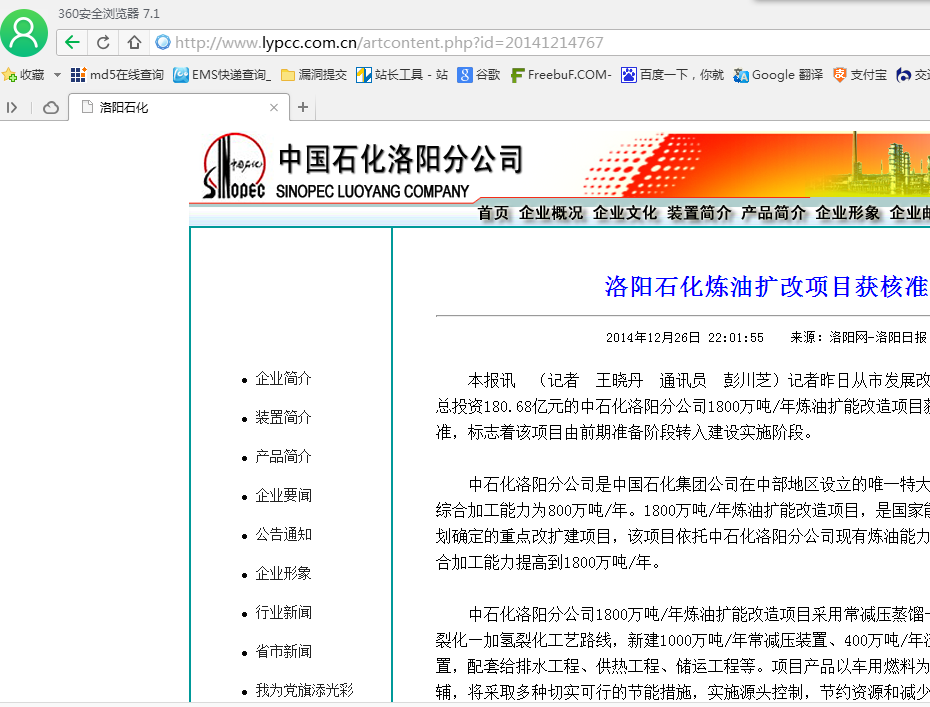 360安全浏览器 7.1
http://www.lypcc.com.cn/artcontent.php?id=20141214767
收藏 md5在线查询 EMS快递查询_ 漏洞提交 站长工具 - 站 谷歌 FreebuF.COM- 百度一下，你就 Google 翻译 支付宝 交
洛阳石化
中国石化洛阳分公司
SINOPEC SINOPEC LUOYANG COMPANY
首页 企业概况 企业文化 装置简介 产品简介 企业形象 企业邮
洛阳石化炼油扩改项目获核准
2014年12月26日 22:01:55 来源：洛阳网-洛阳日报
企业简介
装置简介
产品简介
企业要闻
公告通知
企业形象
行业新闻
省市新闻
我为党旗添光彩
本报讯 （记者 王晓丹 通讯员 彭川芝）记者昨日从市发展改
总投资180.68亿元的中石化洛阳分公司1800万吨/年炼油扩能改造项目获
准，标志着该项目由前期准备阶段转入建设实施阶段。
中石化洛阳分公司是中国石化集团公司在中部地区设立的唯一特大
综合加工能力为800万吨/年。1800万吨/年炼油扩能改造项目，是国家能
划确定的重点改扩建项目，该项目依托中石化洛阳分公司现有炼油能力
合加工能力提高到1800万吨/年。
中石化洛阳分公司1800万吨/年炼油扩能改造项目采用常减压蒸馏—
裂化—加氢裂化工艺路线，新建1000万吨/年常减压装置、400万吨/年
置，配套给排水工程、供热工程、储运工程等。项目产品以车用燃料为
辅，将采取多种切实可行的节能措施，实施源头控制，节约资源和减少